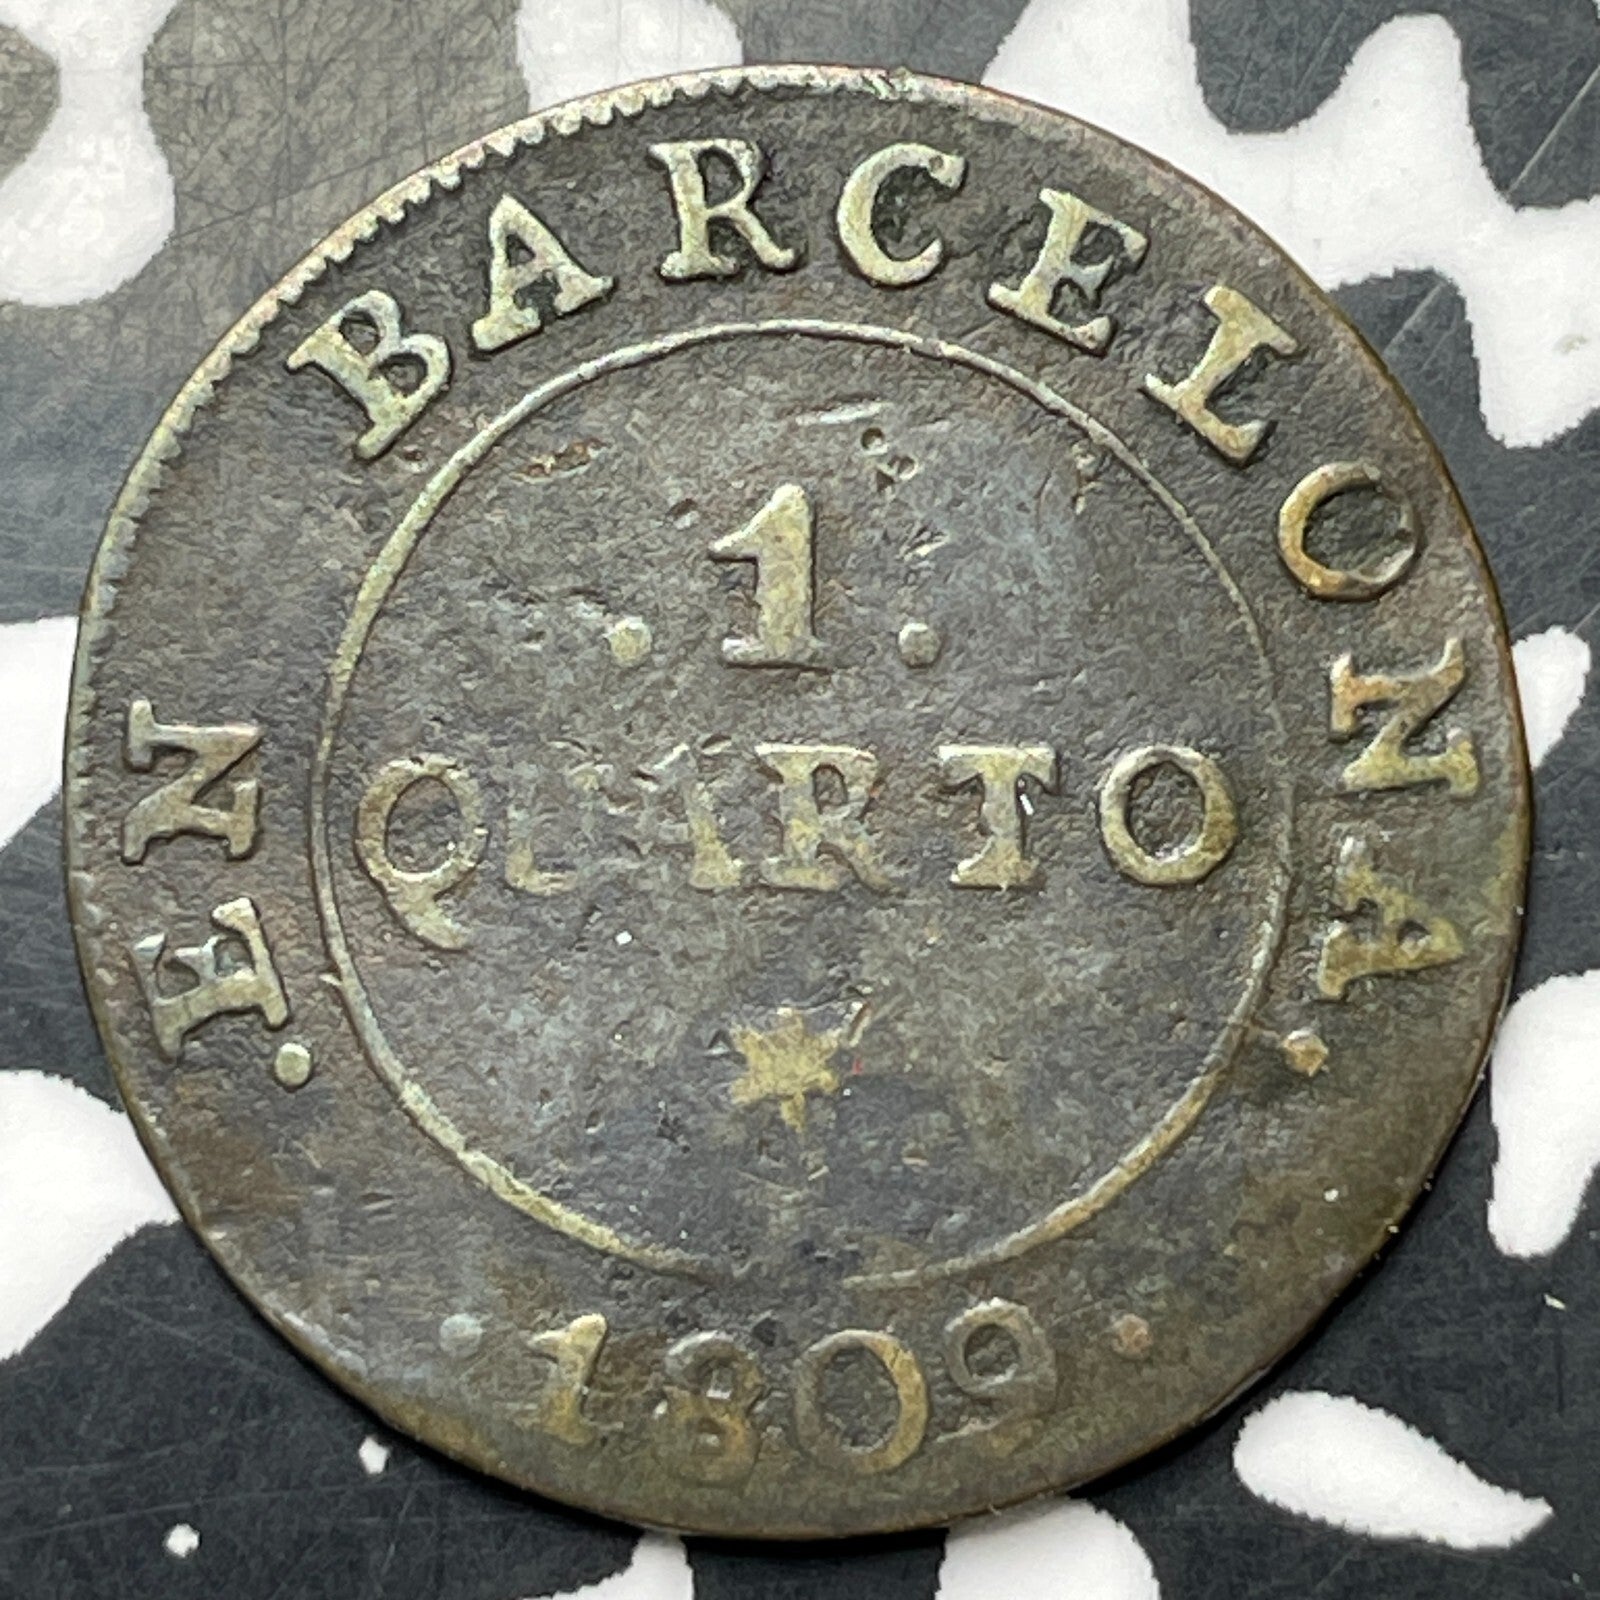 .EN BARCELONA.
.1.
QUARTO
·1809·